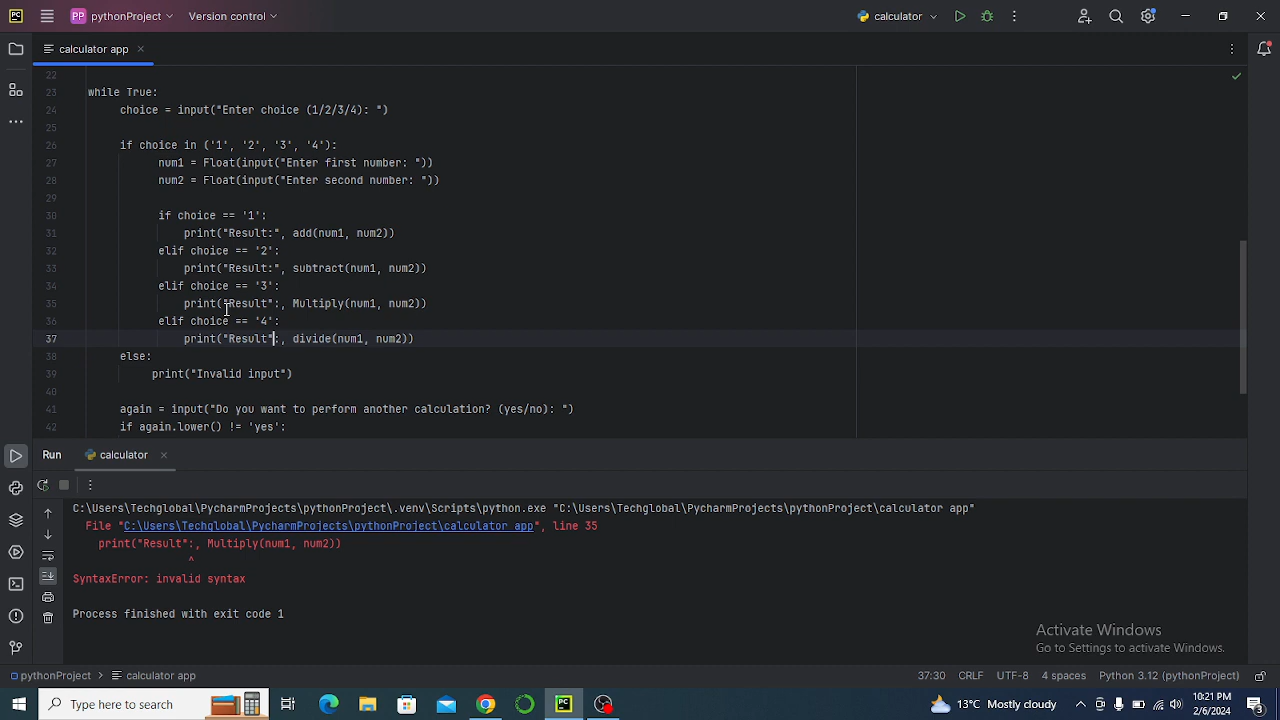 PC PP pythonProject Version control calculator
calculator app
22
23 while True:
24 choice = input("Enter choice (1/2/3/4): ")
25
26 if choice in ('1', '2', '3', '4'):
27 num1 = Float(input("Enter first number: "))
28 num2 = Float(input("Enter second number: "))
29
30 if choice == '1':
31 print("Result:", add(num1, num2))
32 elif choice == '2':
33 print("Result:", subtract(num1, num2))
34 elif choice == '3':
35 print("Result":, Multiply(num1, num2))
36 elif choice == '4':
37 print("Result":, divide(num1, num2))
38 else:
39 print("Invalid input")
40
41 again = input("Do you want to perform another calculation? (yes/no): ")
42 if again.lower() != 'yes':
Run calculator
C:\Users\Techglobal\PycharmProjects\pythonProject\.venv\Scripts\python.exe "C:\Users\Techglobal\PycharmProjects\pythonProject\calculator app"
File "C:\Users\Techglobal\PycharmProjects\pythonProject\calculator app", line 35
print("Result":, Multiply(num1, num2))
^
SyntaxError: invalid syntax
Process finished with exit code 1
Activate Windows
Go to Settings to activate Windows.
pythonProject > calculator app 37:30 CRLF UTF-8 4 spaces Python 3.12 (pythonProject)
Type here to search PC 13°C Mostly cloudy 10:21 PM
2/6/2024 3